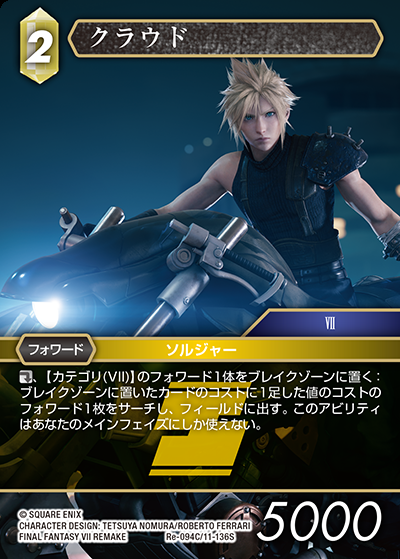 2
クラウド
VII
フォワード
ソルジャー
、【カテゴリ(VII)】のフォワード1体をブレイクゾーンに置く：
ブレイクゾーンに置いたカードのコストに1足した値のコストの
フォワード1枚をサーチし、フィールドに出す。このアビリティ
はあなたのメインフェイズにしか使えない。
© SQUARE ENIX
CHARACTER DESIGN: TETSUYA NOMURA/ROBERTO FERRARI
FINAL FANTASY VII REMAKE
Re-094C/11-136S
5000